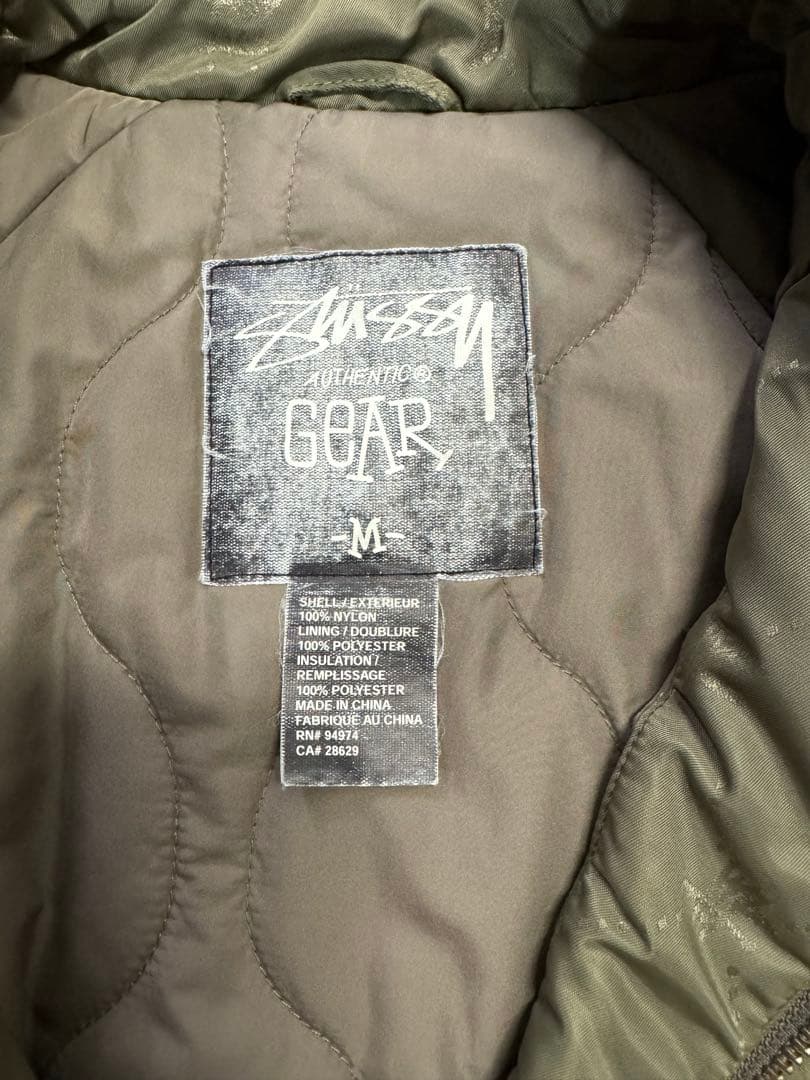 Stüssy
AUTHENTIC®
GEAR
-M-
SHELL / EXTERIEUR
100% NYLON
LINING / DOUBLURE
100% POLYESTER
INSULATION /
REMPLISSAGE
100% POLYESTER
MADE IN CHINA
FABRIQUE AU CHINA
RN# 94974
CA# 28629